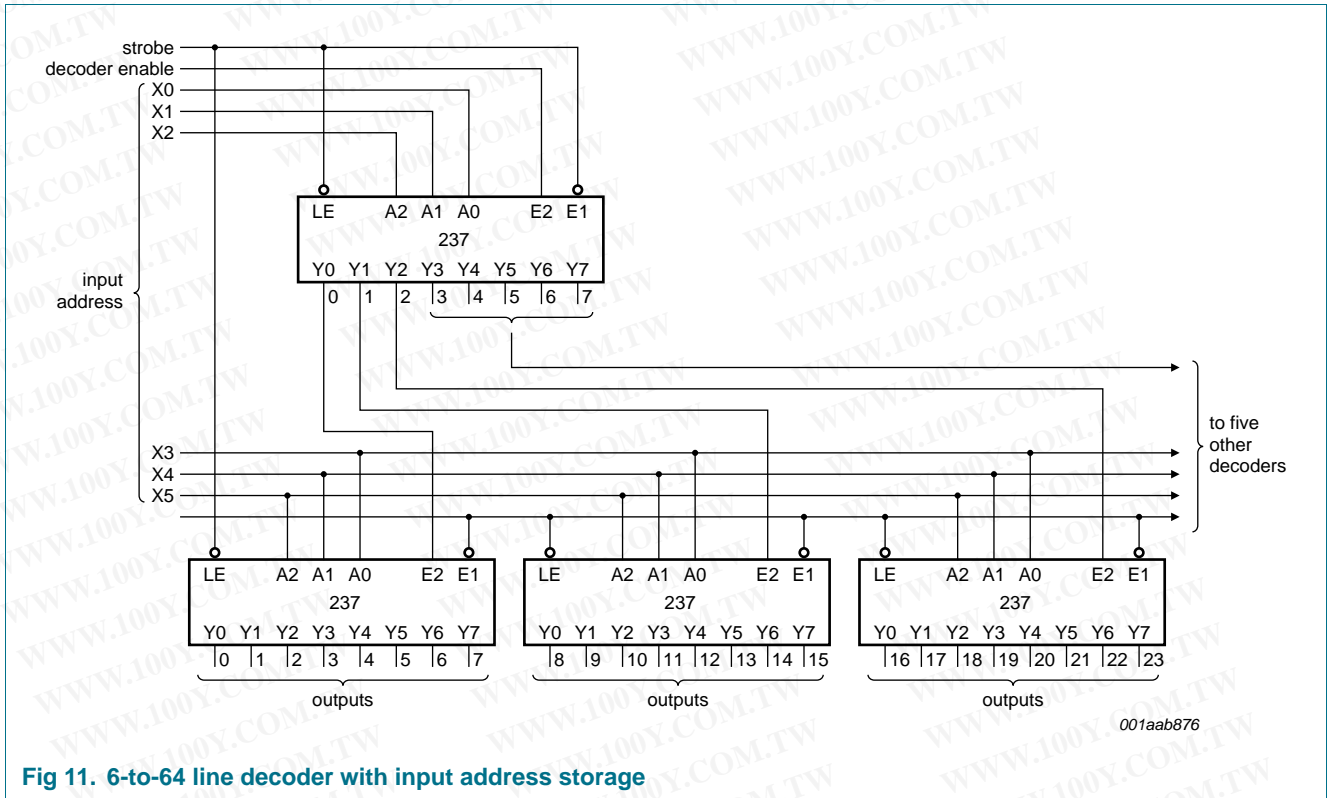 strobe
decoder enable
X0
X1
X2
LE A2 A1 A0 E2 E1
237
Y0 Y1 Y2 Y3 Y4 Y5 Y6 Y7
0 1 2 3 4 5 6 7
input
address
to five
other
decoders
X3
X4
X5
LE A2 A1 A0 E2 E1
237
Y0 Y1 Y2 Y3 Y4 Y5 Y6 Y7
0 1 2 3 4 5 6 7
outputs
LE A2 A1 A0 E2 E1
237
Y0 Y1 Y2 Y3 Y4 Y5 Y6 Y7
8 9 10 11 12 13 14 15
outputs
LE A2 A1 A0 E2 E1
237
Y0 Y1 Y2 Y3 Y4 Y5 Y6 Y7
16 17 18 19 20 21 22 23
outputs
001aab876
Fig 11. 6-to-64 line decoder with input address storage
WWW.100Y.COM.TW